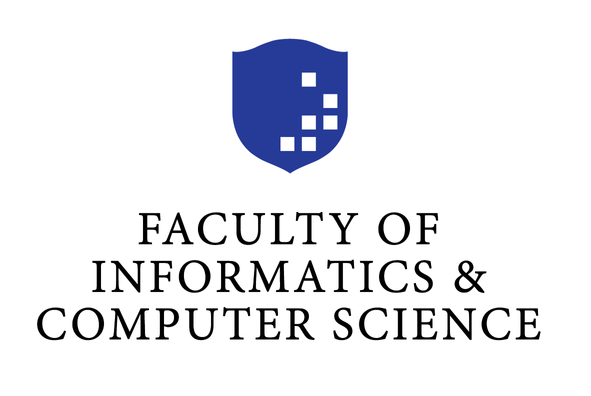 FACULTY OF
INFORMATICS &
COMPUTER SCIENCE